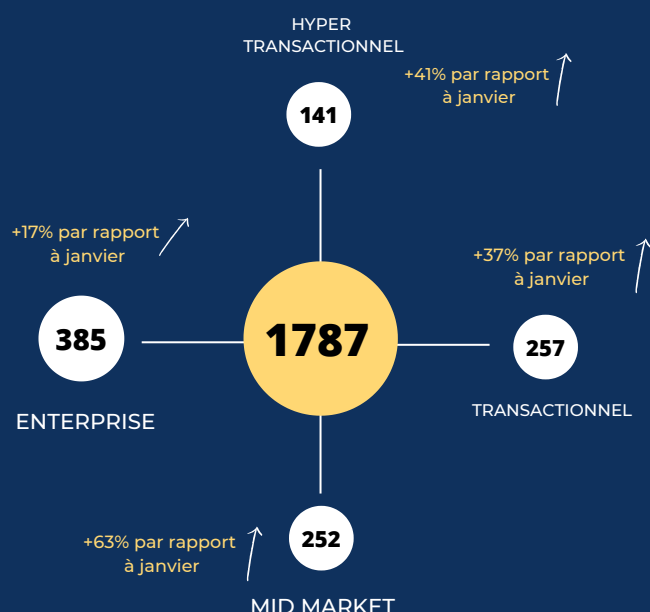 HYPER
TRANSACTIONNEL
+41% par rapport
à janvier
141
+17% par rapport
à janvier
+37% par rapport
à janvier
385
1787
257
ENTERPRISE
TRANSACTIONNEL
+63% par rapport
à janvier
252
MID MARKET